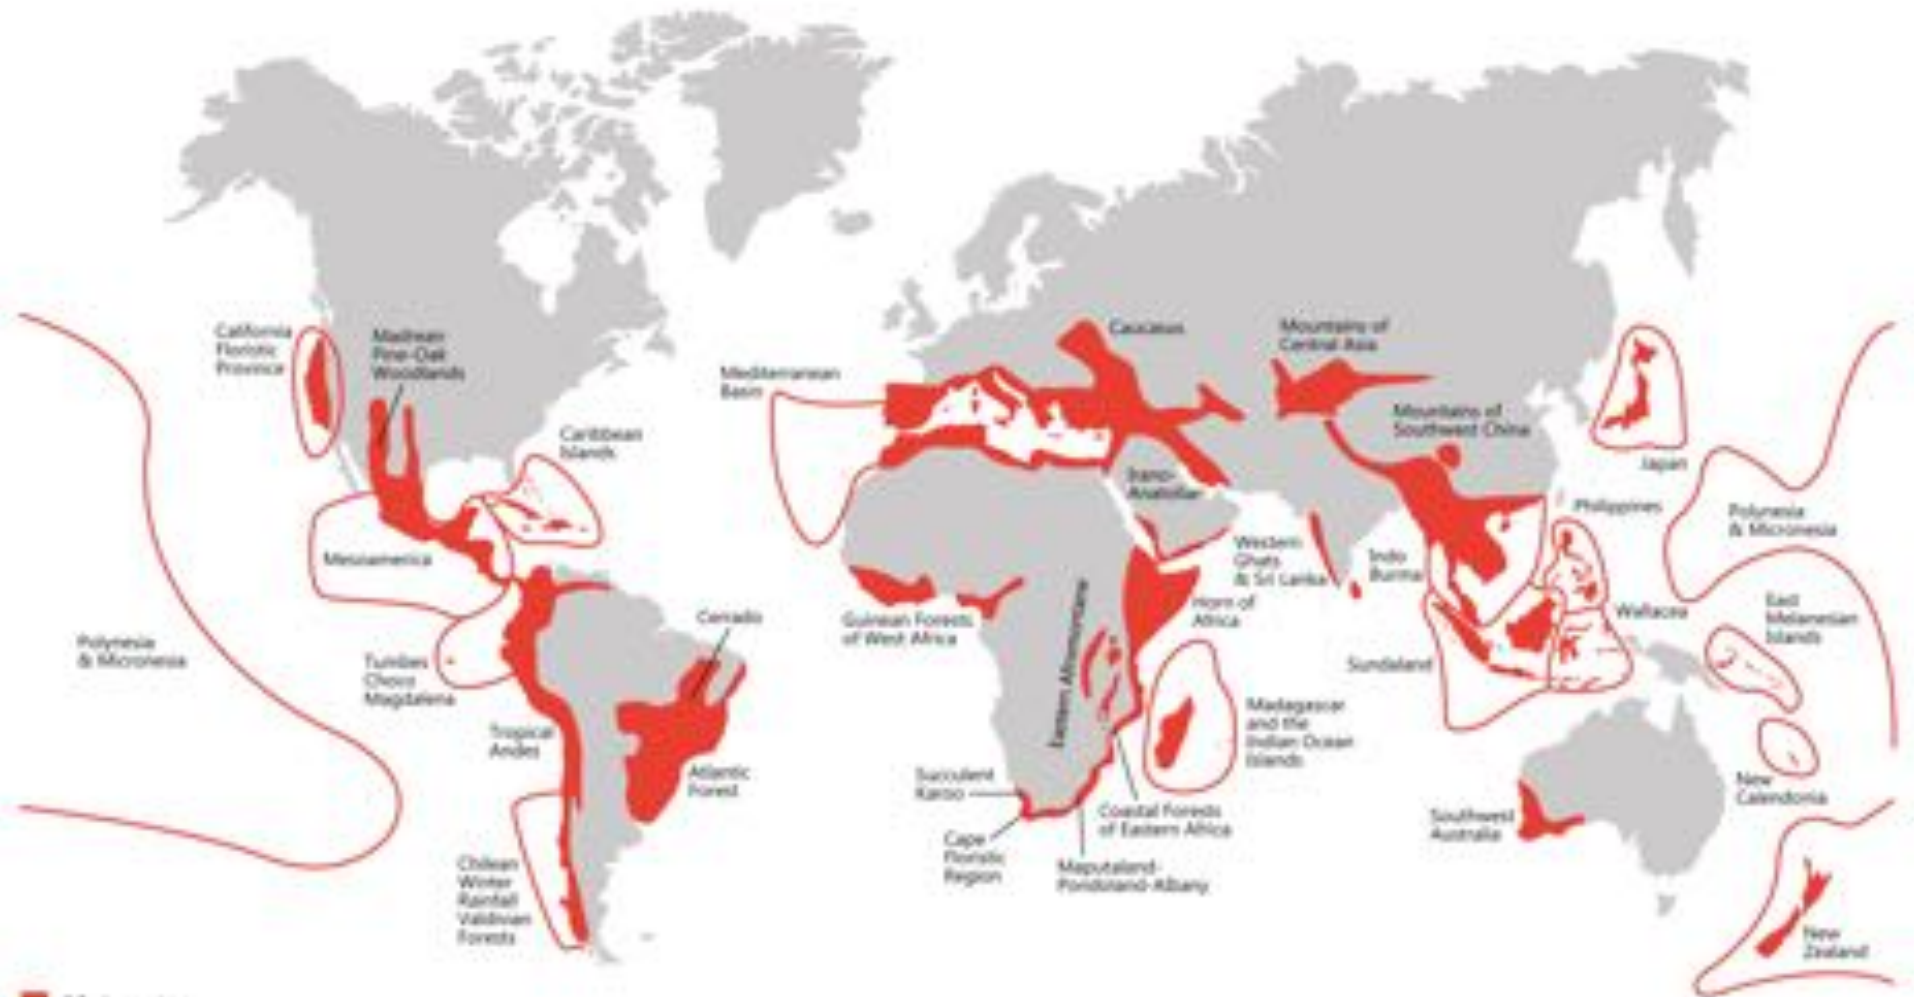 California
Floristic
Province
Madrean
Pine-Oak
Woodlands
Caribbean
Islands
Mesoamerica
Polynesia
& Micronesia
Tumbes
Choco
Magdalena
Tropical
Andes
Cerrado
Atlantic
Forest
Chilean
Winter
Rainfall
Valdivian
Forests
Mediterranean
Basin
Caucasus
Irano-
Anatolian
Mountains of
Central Asia
Mountains of
Southwest China
Guinean Forests
of West Africa
Eastern Afromontane
Horn of
Africa
Western
Ghats
& Sri Lanka
Indo
Burma
Succulent
Karoo
Cape
Floristic
Region
Maputaland-
Pondoland-Albany
Coastal Forests
of Eastern Africa
Madagascar
and the
Indian Ocean
Islands
Japan
Philippines
Polynesia
& Micronesia
Wallacea
Sundaland
East
Melanesian
Islands
Southwest
Australia
New
Calendonia
New
Zealand